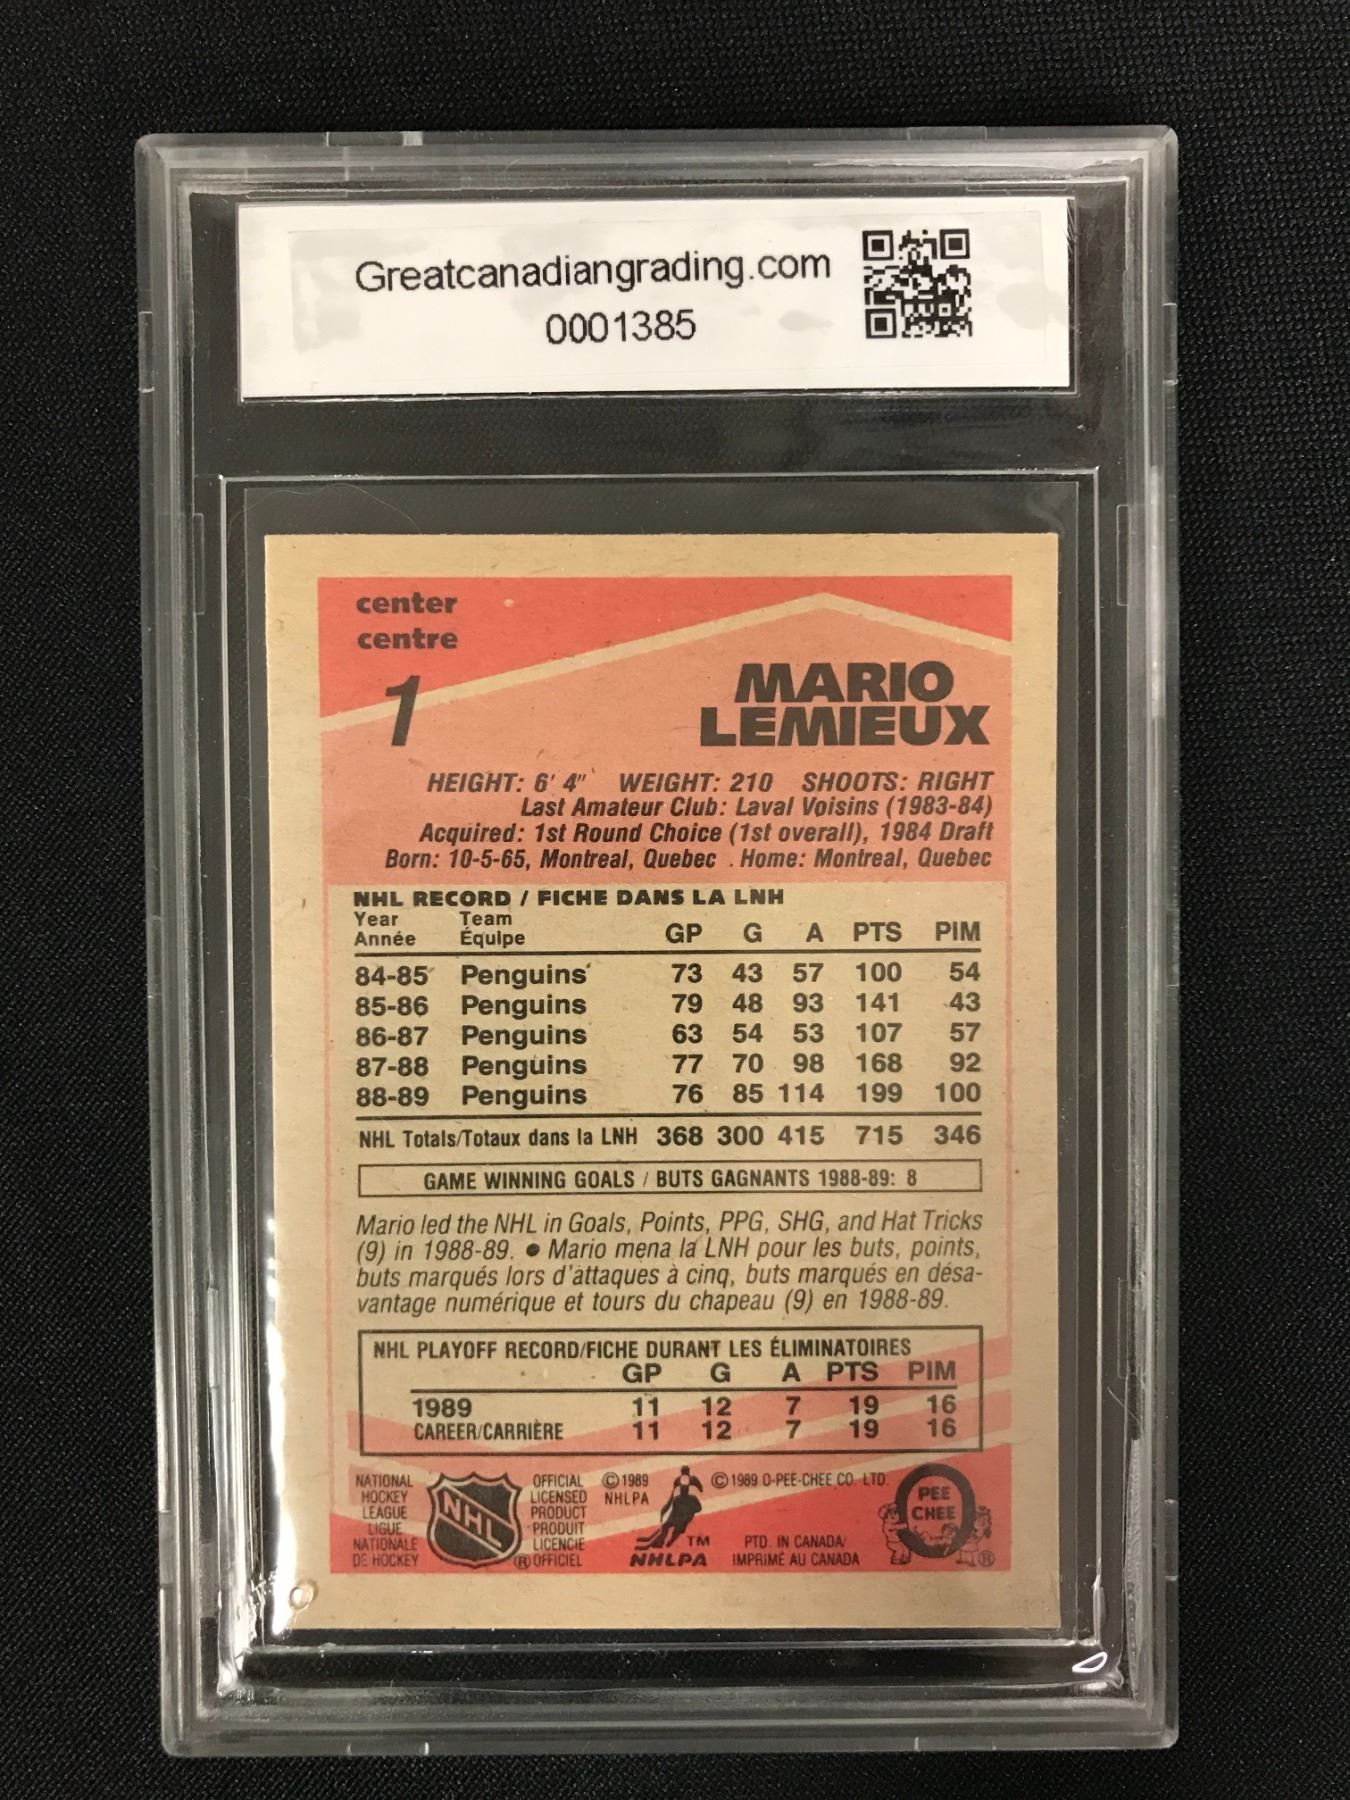 Greatcanadiangrading.com
0001385
center
centre
1
MARIO
LEMIEUX
HEIGHT: 6' 4" WEIGHT: 210 SHOOTS: RIGHT
Last Amateur Club: Laval Voisins (1983-84)
Acquired: 1st Round Choice (1st overall), 1984 Draft
Born: 10-5-65, Montreal, Quebec . Home: Montreal, Quebec
NHL RECORD / FICHE DANS LA LNH
Year Team
Année Équipe GP G A PTS PIM
84-85 Penguins 73 43 57 100 54
85-86 Penguins 79 48 93 141 43
86-87 Penguins 63 54 53 107 57
87-88 Penguins 77 70 98 168 92
88-89 Penguins 76 85 114 199 100
NHL Totals/Totaux dans la LNH 368 300 415 715 346
GAME WINNING GOALS / BUTS GAGNANTS 1988-89: 8
Mario led the NHL in Goals, Points, PPG, SHG, and Hat Tricks
(9) in 1988-89. ● Mario mena la LNH pour les buts, points,
buts marqués lors d'attaques à cinq, buts marqués en désa-
vantage numérique et tours du chapeau (9) en 1988-89.
NHL PLAYOFF RECORD/FICHE DURANT LES ÉLIMINATOIRES
GP G A PTS PIM
1989 11 12 7 19 16
CAREER/CARRIÈRE 11 12 7 19 16
NATIONAL
HOCKEY
LEAGUE
LIGUE
NATIONALE
DE HOCKEY
NHL
OFFICIAL
LICENSED
PRODUCT
PRODUIT
LICENCIE
® OFFICIEL
© 1989
NHLPA
TM
NHLPA
© 1989 O-PEE-CHEE CO. LTD.
PTD. IN CANADA/
IMPRIMÉ AU CANADA
PEE
CHEE
®